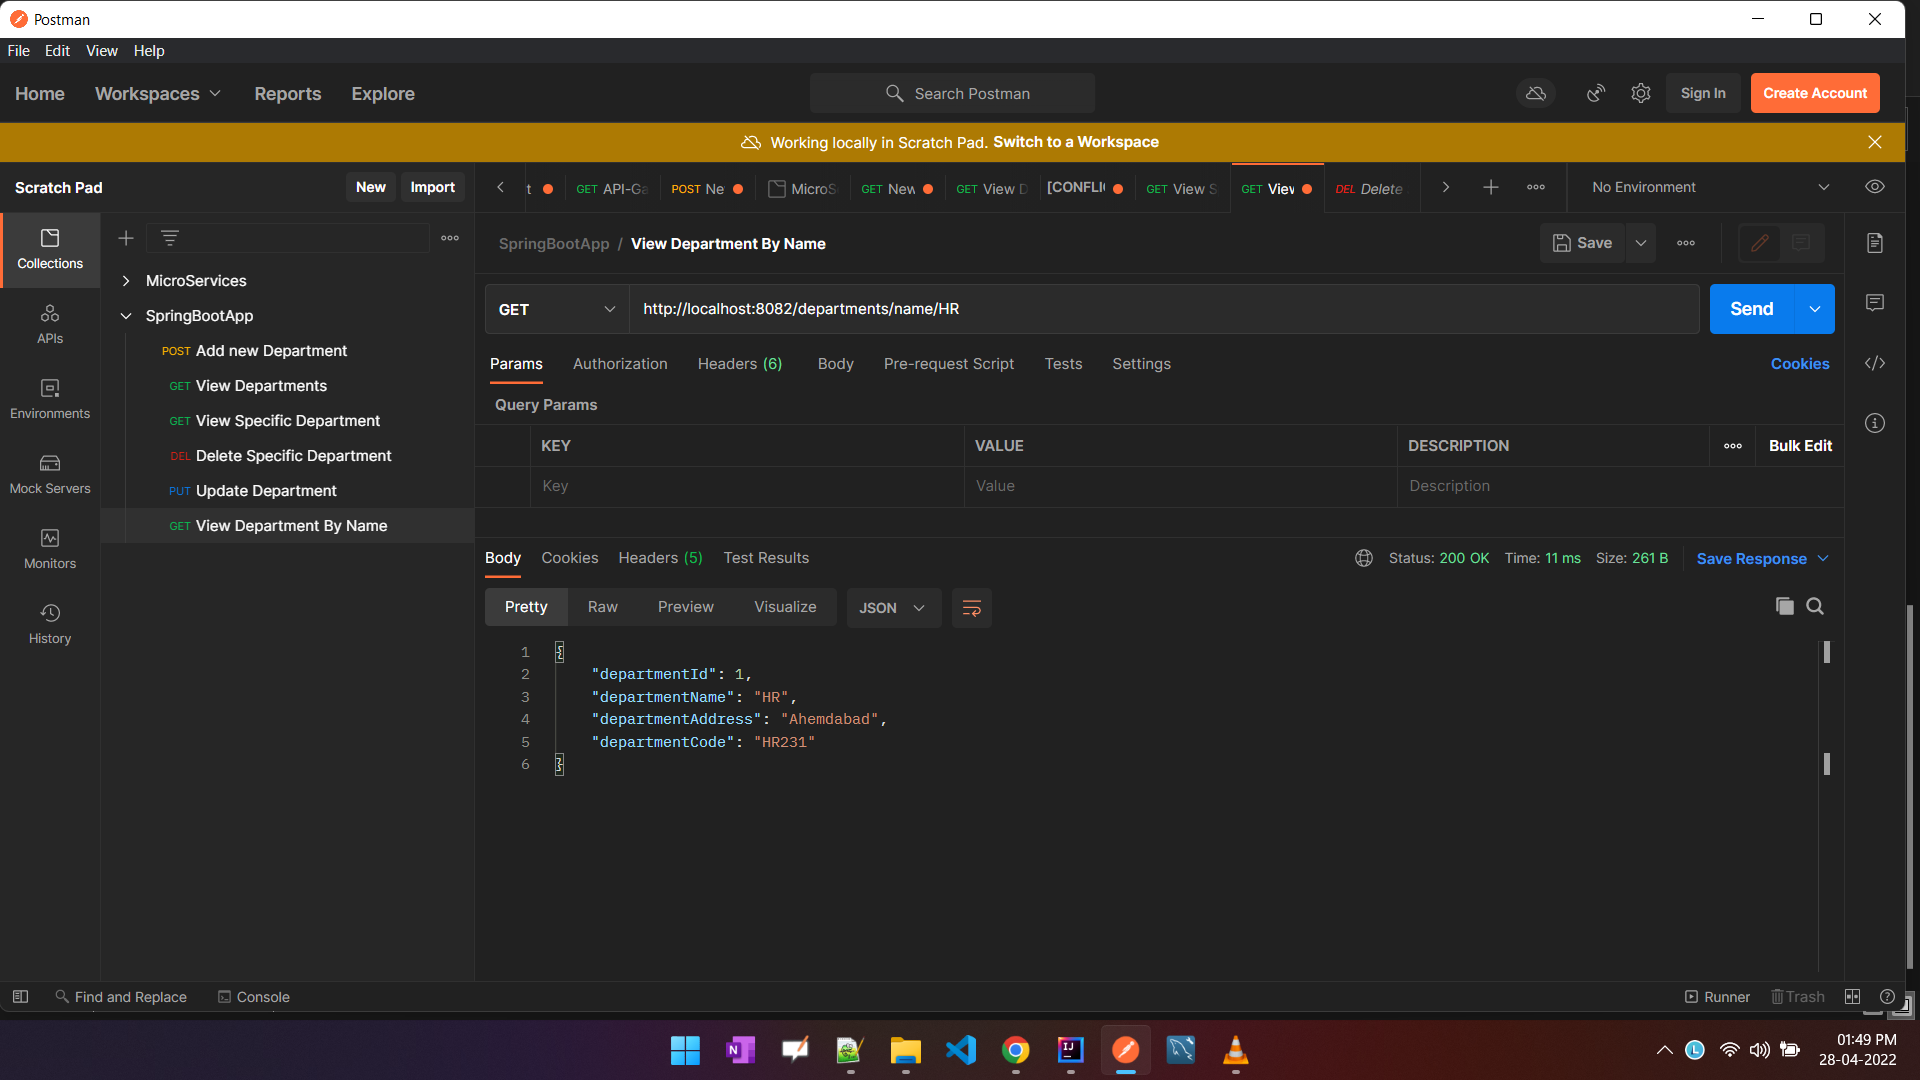 Postman
File Edit View Help
Home Workspaces Reports Explore Search Postman Sign In Create Account
Working locally in Scratch Pad. Switch to a Workspace
Scratch Pad New Import t GET API-Ga POST Ne MicroS GET New GET View D [CONFLI GET View S GET View DEL Delete No Environment
SpringBootApp / View Department By Name Save
Collections
MicroServices
SpringBootApp
POST Add new Department
GET View Departments
GET View Specific Department
DEL Delete Specific Department
PUT Update Department
GET View Department By Name
APIs
Environments
Mock Servers
Monitors
History
GET http://localhost:8082/departments/name/HR Send
Params Authorization Headers (6) Body Pre-request Script Tests Settings Cookies
Query Params
KEY VALUE DESCRIPTION Bulk Edit
Key Value Description
Body Cookies Headers (5) Test Results Status: 200 OK Time: 11 ms Size: 261 B Save Response
Pretty Raw Preview Visualize JSON
1 {
2 "departmentId": 1,
3 "departmentName": "HR",
4 "departmentAddress": "Ahemdabad",
5 "departmentCode": "HR231"
6 }
Find and Replace Console Runner Trash
01:49 PM
28-04-2022